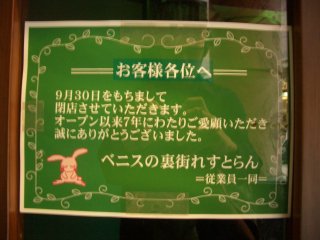 お客様各位へ
9月30日をもちまして
閉店させていただきます。
オープン以来7年にわたりご愛顧いただき
誠にありがとうございました。
ベニスの裏街れすとらん
＝従業員一同＝